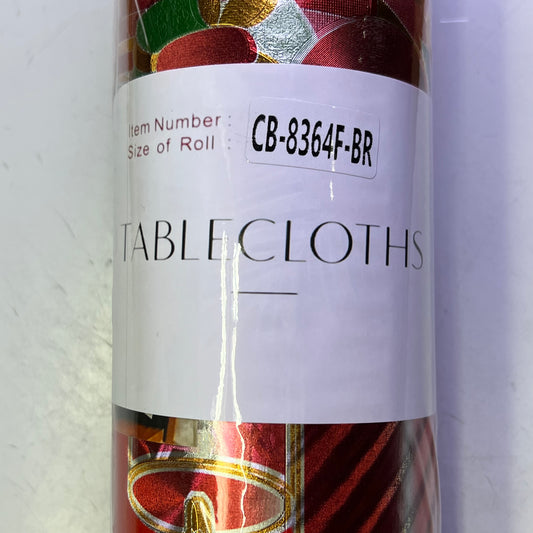 Item Number :
Size of Roll :
CB-8364F-BR
TABLECLOTHS